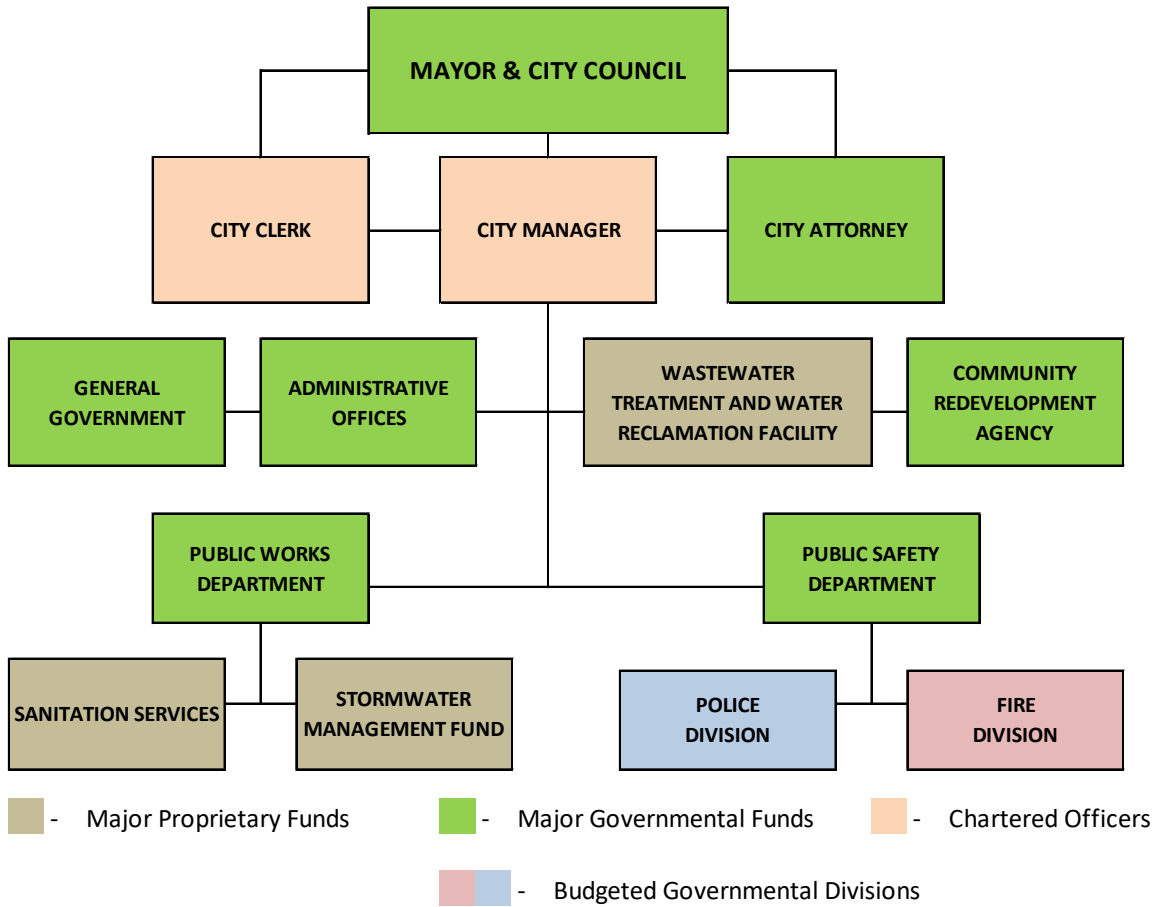 MAYOR & CITY COUNCIL
CITY CLERK
CITY MANAGER
CITY ATTORNEY
GENERAL
GOVERNMENT
ADMINISTRATIVE
OFFICES
WASTEWATER
TREATMENT AND WATER
RECLAMATION FACILITY
COMMUNITY
REDEVELOPMENT
AGENCY
PUBLIC WORKS
DEPARTMENT
PUBLIC SAFETY
DEPARTMENT
SANITATION SERVICES
STORMWATER
MANAGEMENT FUND
POLICE
DIVISION
FIRE
DIVISION
- Major Proprietary Funds
- Major Governmental Funds
- Chartered Officers
- Budgeted Governmental Divisions